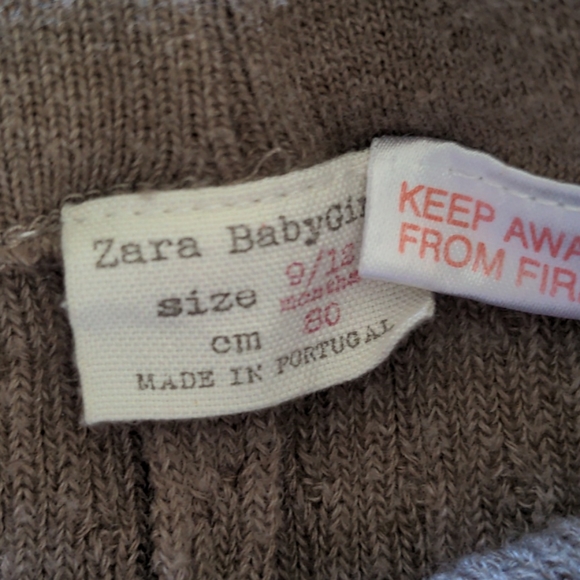 Zara BabyGi
size 9/12
months
cm 80
MADE IN PORTUGAL
KEEP AWA
FROM FIR